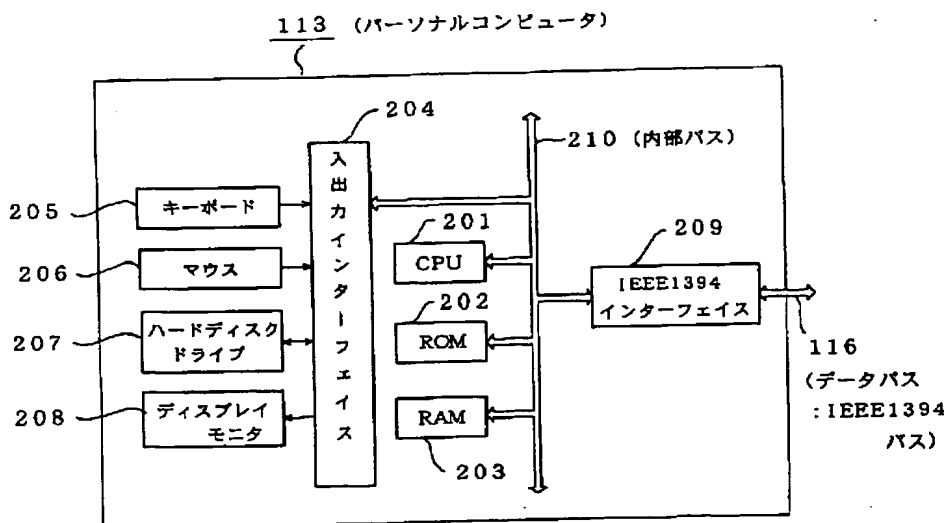 113 (パーソナルコンピュータ)
204
入出力インターフェイス
210 (内部バス)
205
キーボード
206
マウス
207
ハードディスク
ドライブ
208
ディスプレイ
モニタ
201
CPU
202
ROM
RAM
203
209
IEEE1394
インターフェイス
116
(データバス
:IEEE1394
バス)